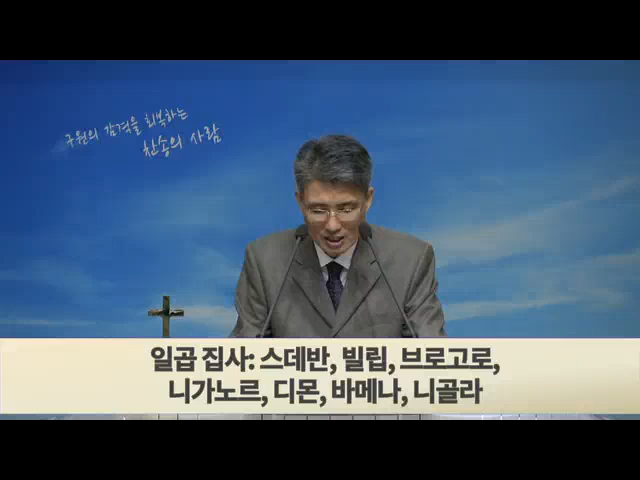 구원의 감격을 회복하는
찬송의 사람
일곱 집사: 스데반, 빌립, 브로고로,
니가노르, 디몬, 바메나, 니골라